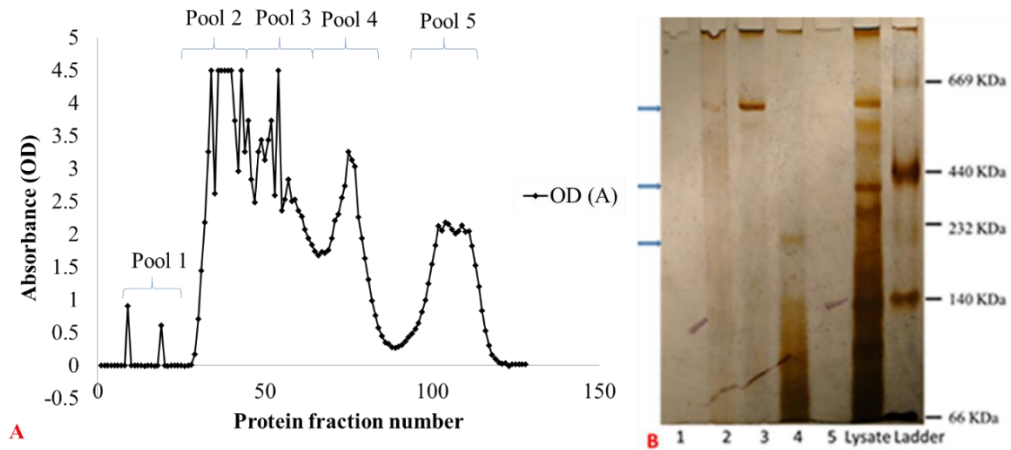 Pool 2 Pool 3 Pool 4
Pool 5
Pool 1
5
4.5
4
3.5
3
2.5
2
1.5
1
0.5
0
-0.5
0 50 100 150
Absorbance (OD)
Protein fraction number
OD (A)
A
669 KDa
440 KDa
232 KDa
140 KDa
66 KDa
B 1 2 3 4 5 Lysate Ladder